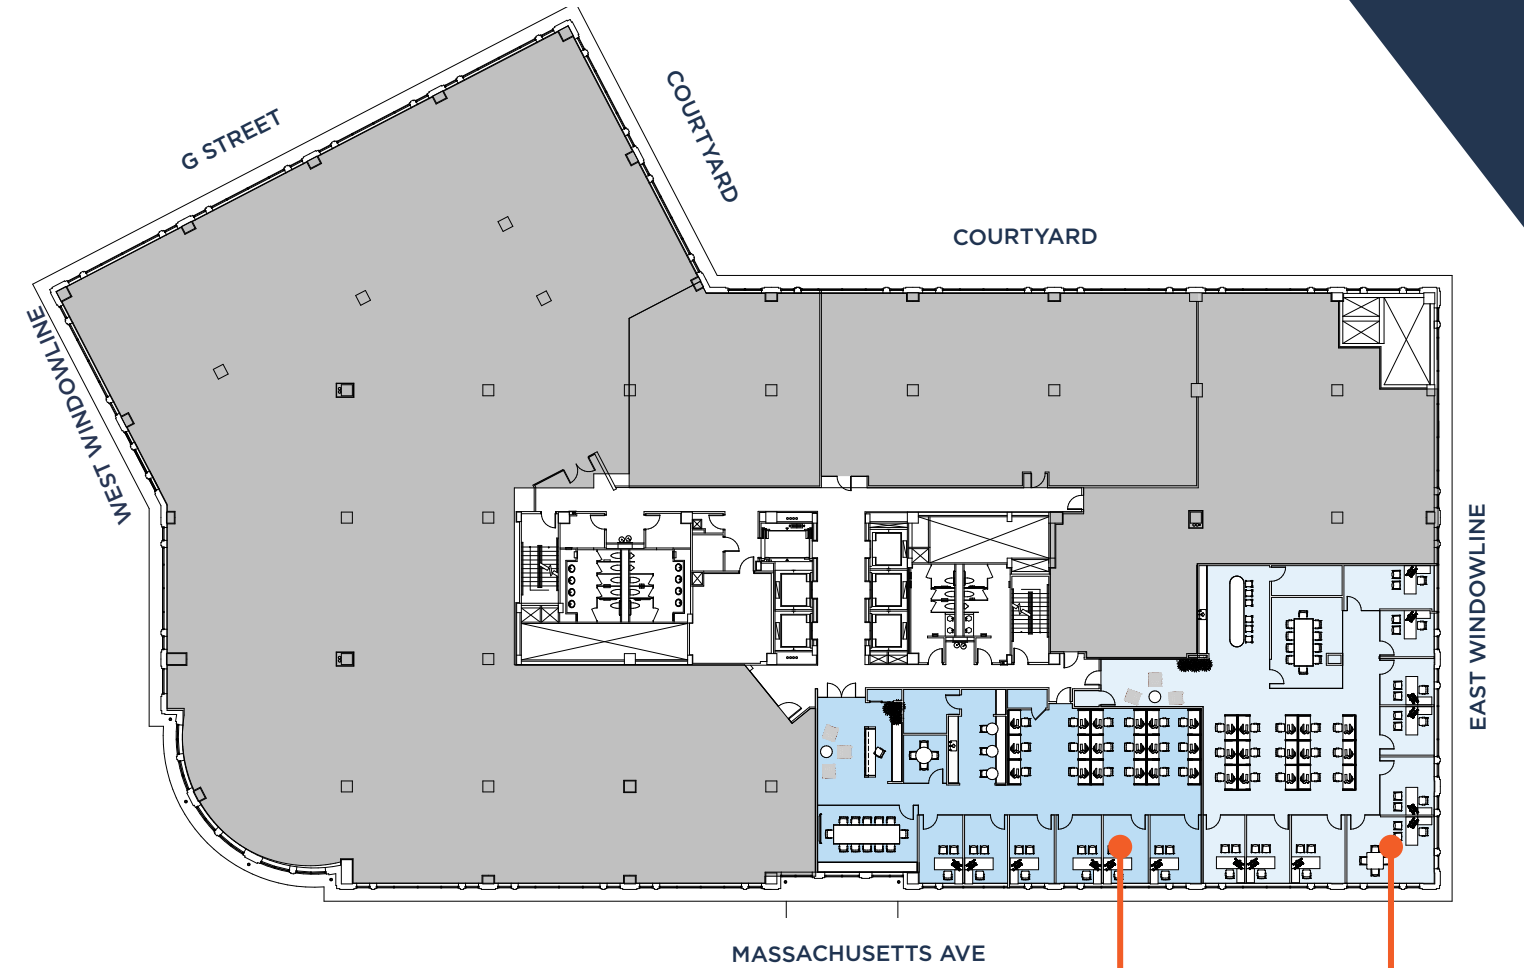 G STREET
COURTYARD
COURTYARD
WEST WINDOWLINE
EAST WINDOWLINE
MASSACHUSETTS AVE